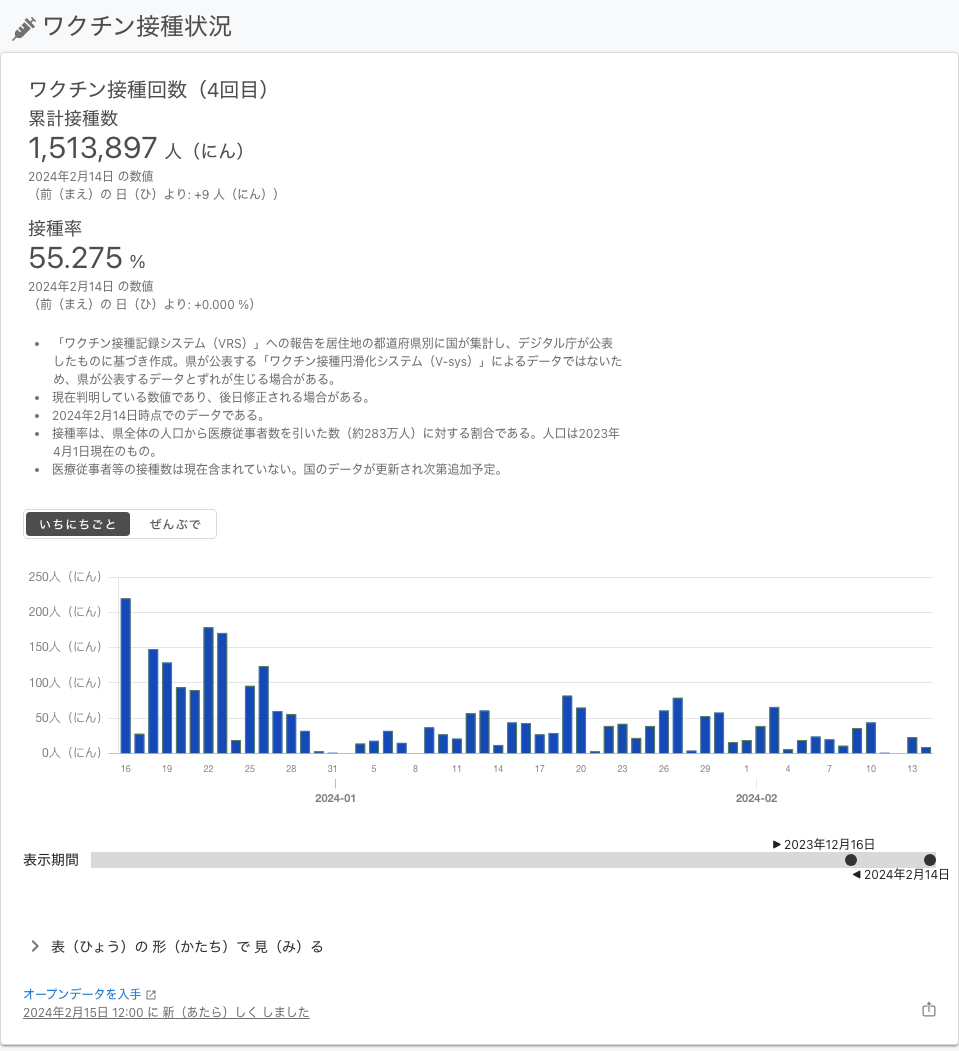 ワクチン接種状況
ワクチン接種回数（4回目）
累計接種数
1,513,897 人（にん）
2024年2月14日 の数値
（前（まえ）の 日（ひ）より: +9 人（にん））
接種率
55.275 %
2024年2月14日 の数値
（前（まえ）の 日（ひ）より: +0.000 %）
• 「ワクチン接種記録システム（VRS）」への報告を居住地の都道府県別に国が集計し、デジタル庁が公表
したものに基づき作成。県が公表する「ワクチン接種円滑化システム（V-sys）」によるデータではないた
め、県が公表するデータとずれが生じる場合がある。
• 現在判明している数値であり、後日修正される場合がある。
• 2024年2月14日時点でのデータである。
• 接種率は、県全体の人口から医療従事者数を引いた数（約283万人）に対する割合である。人口は2023年
4月1日現在のもの。
• 医療従事者等の接種数は現在含まれていない。国のデータが更新され次第追加予定。
いちにちごと ぜんぶで
250人（にん）
200人（にん）
150人（にん）
100人（にん）
50人（にん）
0人（にん）
16 19 22 25 28 31 5 8 11 14 17 20 23 26 29 1 4 7 10 13
2024-01 2024-02
▶ 2023年12月16日
表示期間
◀ 2024年2月14日
表（ひょう）の 形（かたち）で 見（み）る
オープンデータを入手
2024年2月15日 12:00 に 新（あたら）しく しました